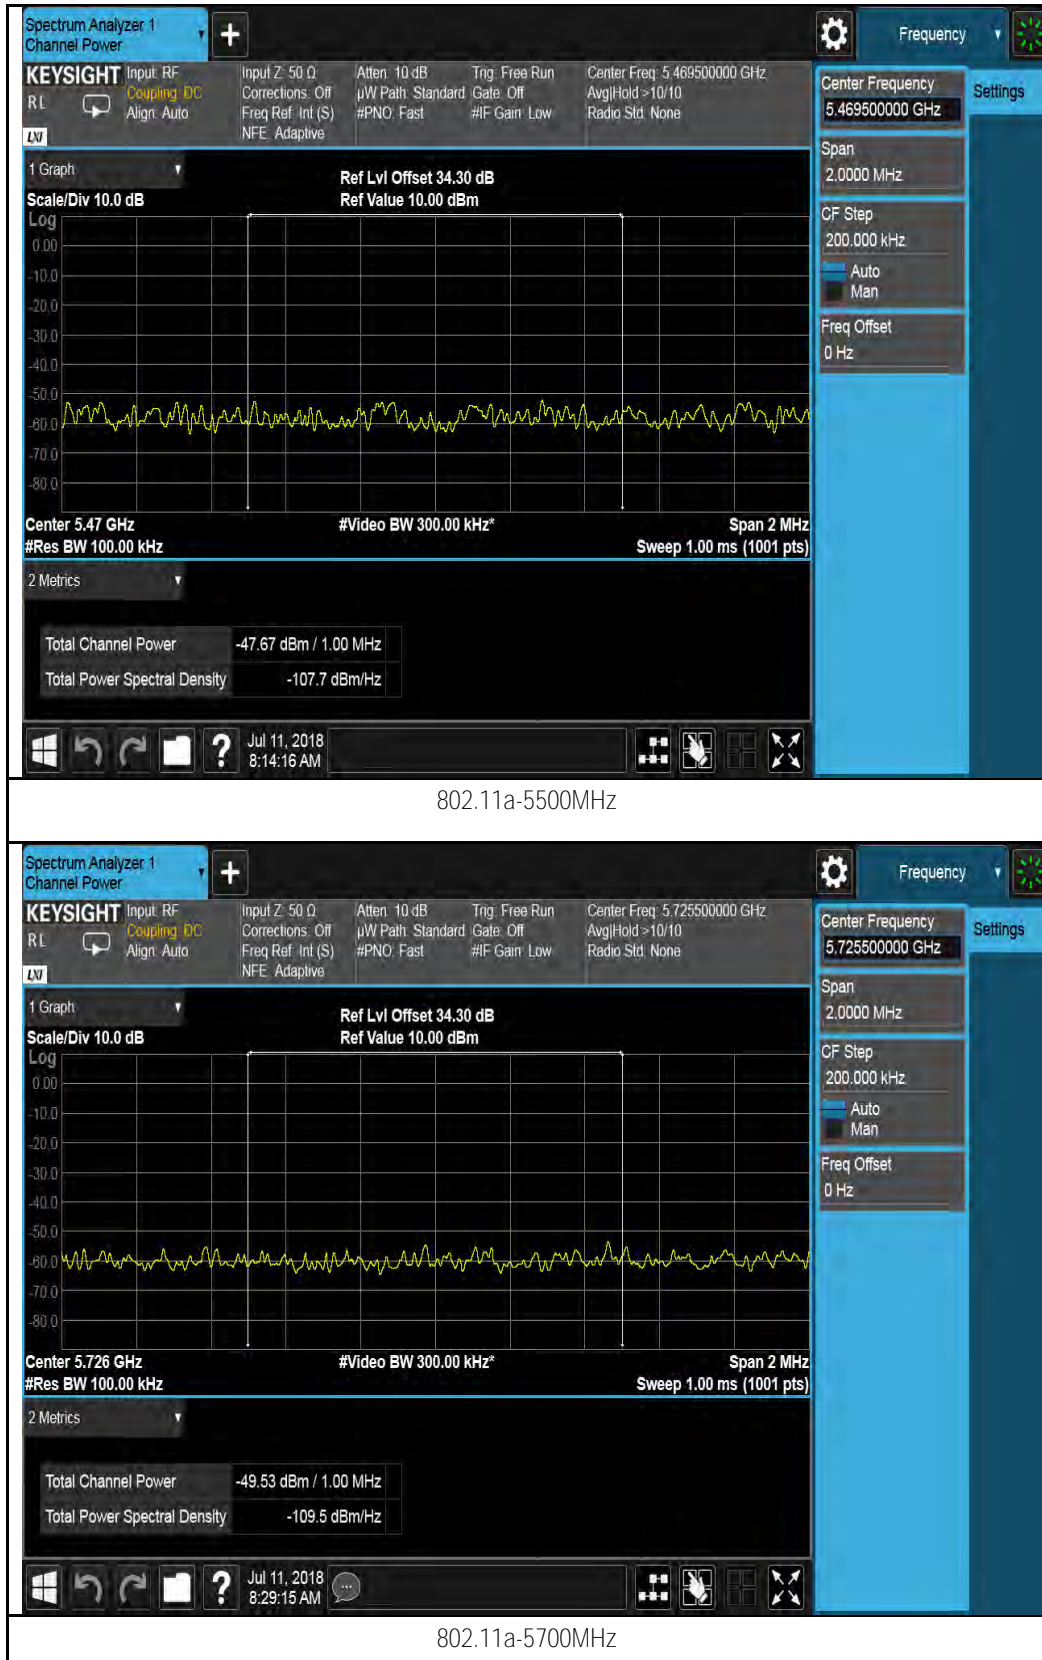 Spectrum Analyzer 1
Channel Power
Frequency
KEYSIGHT
RL
LXI
Input: RF
Coupling: DC
Align: Auto
Input Z: 50 Ω
Corrections: Off
Freq Ref: Int (S)
NFE: Adaptive
Atten: 10 dB
µW Path: Standard
#PNO: Fast
Trig: Free Run
Gate: Off
#IF Gain: Low
Center Freq: 5.469500000 GHz
Avg|Hold >10/10
Radio Std: None
Center Frequency
5.469500000 GHz
Settings
Span
2.0000 MHz
CF Step
200.000 kHz
Auto
Man
Freq Offset
0 Hz
1 Graph
Ref Lvl Offset 34.30 dB
Scale/Div 10.0 dB
Ref Value 10.00 dBm
Log
0.00
-10.0
-20.0
-30.0
-40.0
-50.0
-60.0
-70.0
-80.0
Center 5.47 GHz
#Video BW 300.00 kHz*
Span 2 MHz
#Res BW 100.00 kHz
Sweep 1.00 ms (1001 pts)
2 Metrics
Total Channel Power -47.67 dBm / 1.00 MHz
Total Power Spectral Density -107.7 dBm/Hz
?
Jul 11, 2018
8:14:16 AM
802.11a-5500MHz
Spectrum Analyzer 1
Channel Power
Frequency
KEYSIGHT
RL
LXI
Input: RF
Coupling: DC
Align: Auto
Input Z: 50 Ω
Corrections: Off
Freq Ref: Int (S)
NFE: Adaptive
Atten: 10 dB
µW Path: Standard
#PNO: Fast
Trig: Free Run
Gate: Off
#IF Gain: Low
Center Freq: 5.725500000 GHz
Avg|Hold >10/10
Radio Std: None
Center Frequency
5.725500000 GHz
Settings
Span
2.0000 MHz
CF Step
200.000 kHz
Auto
Man
Freq Offset
0 Hz
1 Graph
Ref Lvl Offset 34.30 dB
Scale/Div 10.0 dB
Ref Value 10.00 dBm
Log
0.00
-10.0
-20.0
-30.0
-40.0
-50.0
-60.0
-70.0
-80.0
Center 5.726 GHz
#Video BW 300.00 kHz*
Span 2 MHz
#Res BW 100.00 kHz
Sweep 1.00 ms (1001 pts)
2 Metrics
Total Channel Power -49.53 dBm / 1.00 MHz
Total Power Spectral Density -109.5 dBm/Hz
?
Jul 11, 2018
8:29:15 AM
802.11a-5700MHz